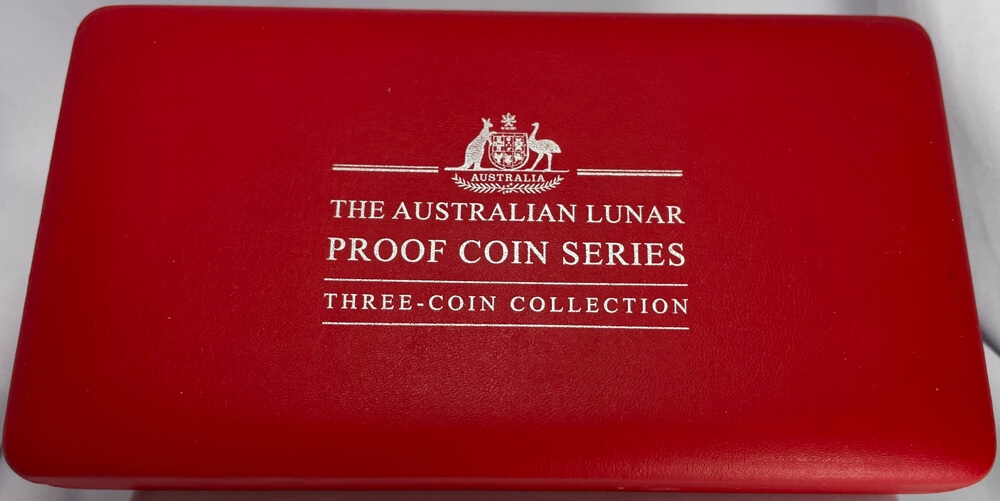 AUSTRALIA
THE AUSTRALIAN LUNAR
PROOF COIN SERIES
THREE-COIN COLLECTION